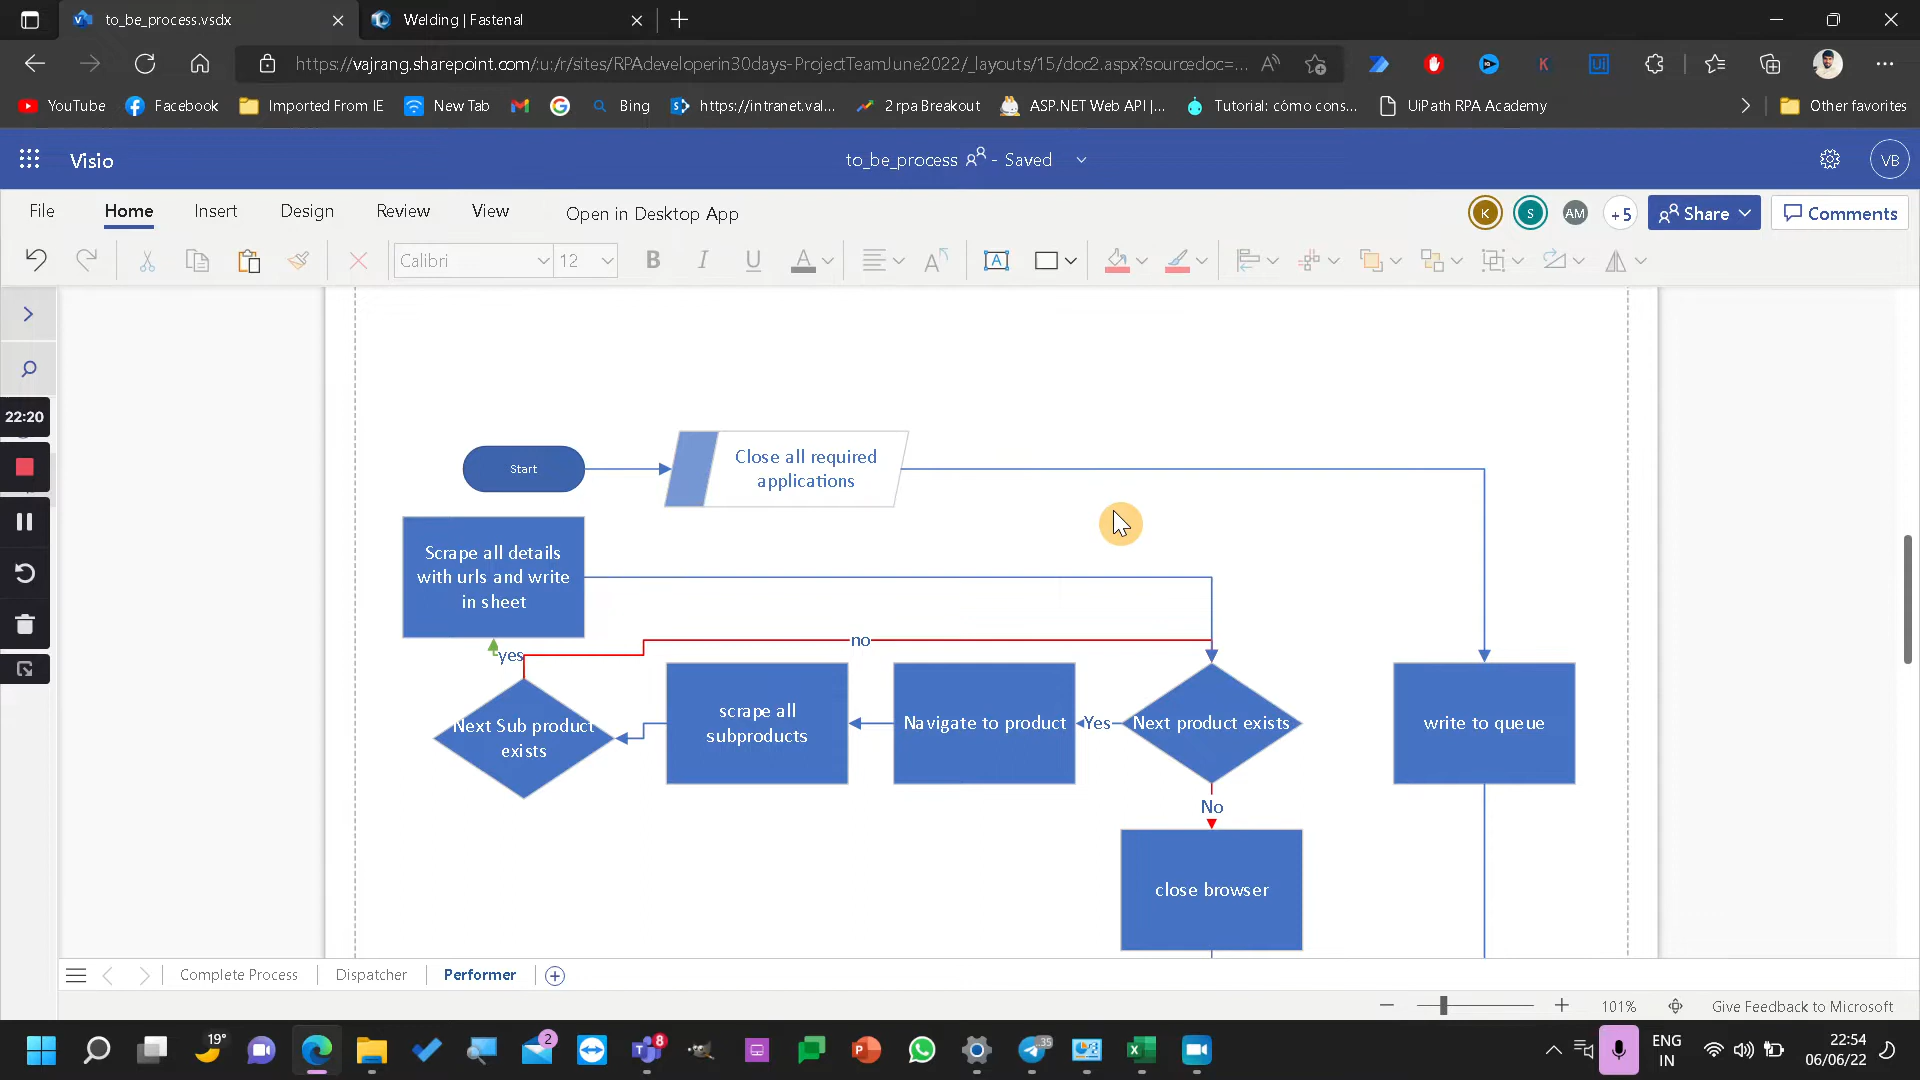 to_be_process.vsdx
Welding | Fastenal
https://vajrang.sharepoint.com/:u:/r/sites/RPAdeveloperin30days-ProjectTeamJune2022/_layouts/15/doc2.aspx?sourcedoc=...
YouTube
Facebook
Imported From IE
New Tab
Bing
https://intranet.val...
2 rpa Breakout
ASP.NET Web API |...
Tutorial: cómo cons...
UiPath RPA Academy
Other favorites
Visio
to_be_process - Saved
VB
File
Home
Insert
Design
Review
View
Open in Desktop App
K
S
AM
+5
Share
Comments
Calibri
12
B
I
U
A
A
A
22:20
Start
Close all required
applications
Scrape all details
with urls and write
in sheet
no
yes
Next Sub product
exists
scrape all
subproducts
Navigate to product
Yes
Next product exists
write to queue
No
close browser
Complete Process
Dispatcher
Performer
101%
Give Feedback to Microsoft
19°
2
8
35
ENG
IN
22:54
06/06/22